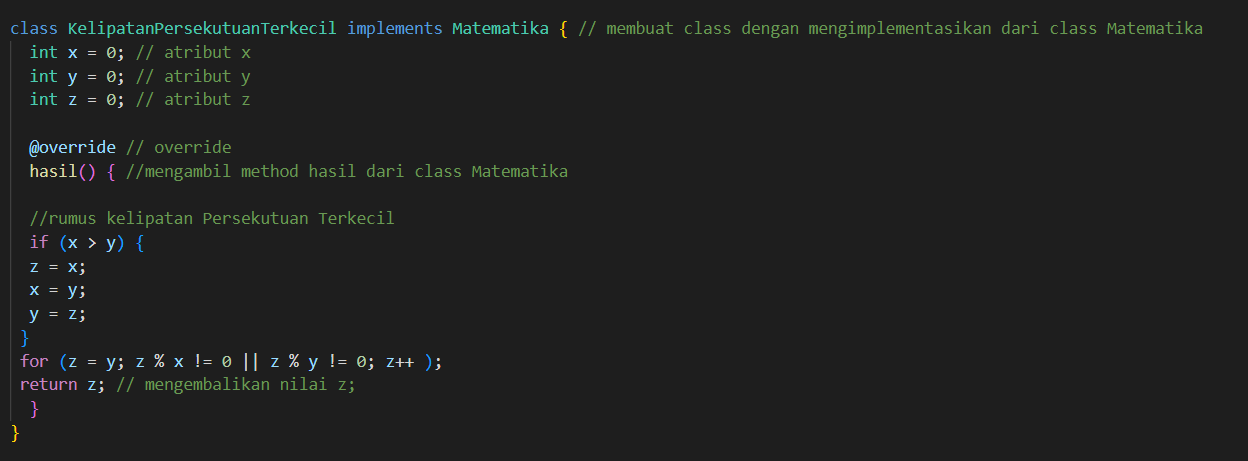 class KelipatanPersekutuanTerkecil implements Matematika { // membuat class dengan mengimplementasikan dari class Matematika
int x = 0; // atribut x
int y = 0; // atribut y
int z = 0; // atribut z
@override // override
hasil() { //mengambil method hasil dari class Matematika
//rumus kelipatan Persekutuan Terkecil
if (x > y) {
z = x;
x = y;
y = z;
}
for (z = y; z % x != 0 || z % y != 0; z++ );
return z; // mengembalikan nilai z;
}
}